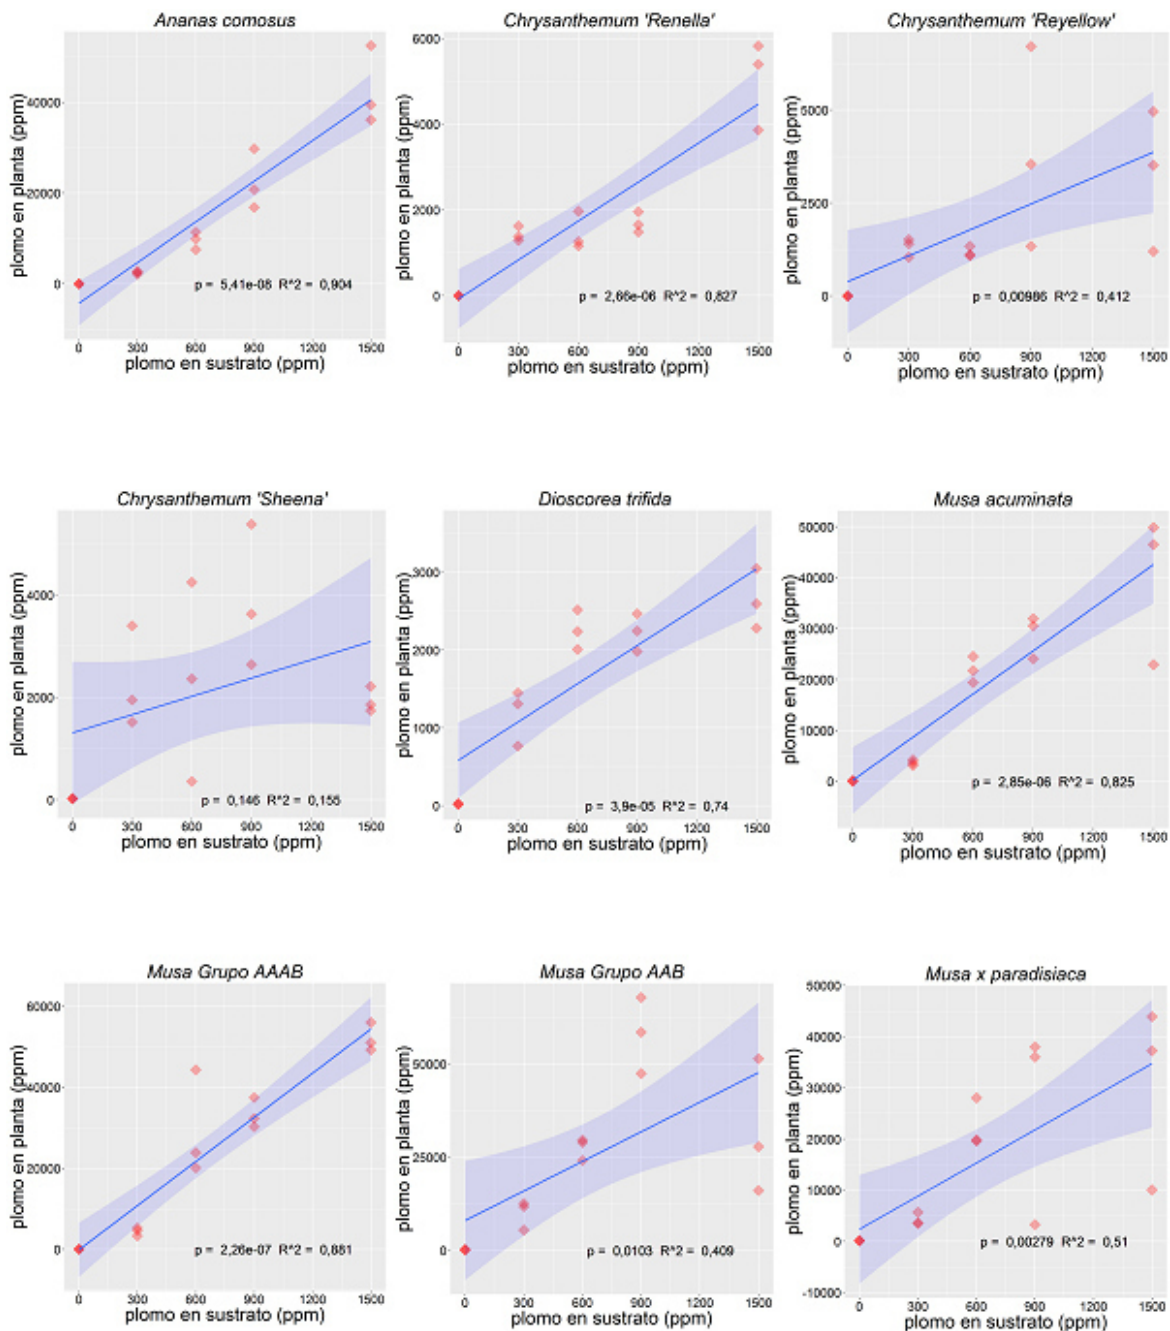 Ananas comosus
plomo en planta (ppm)
40000
20000
0
p = 5,41e-08 R^2 = 0,904
0 300 600 900 1200 1500
plomo en sustrato (ppm)
Chrysanthemum 'Renella'
plomo en planta (ppm)
6000
4000
2000
0
p = 2,66e-06 R^2 = 0,827
0 300 600 900 1200 1500
plomo en sustrato (ppm)
Chrysanthemum 'Reyellow'
plomo en planta (ppm)
5000
2500
0
p = 0,00986 R^2 = 0,412
0 300 600 900 1200 1500
plomo en sustrato (ppm)
Chrysanthemum 'Sheena'
plomo en planta (ppm)
4000
2000
0
p = 0,146 R^2 = 0,155
0 300 600 900 1200 1500
plomo en sustrato (ppm)
Dioscorea trifida
plomo en planta (ppm)
3000
2000
1000
0
p = 3,9e-05 R^2 = 0,74
0 300 600 900 1200 1500
plomo en sustrato (ppm)
Musa acuminata
plomo en planta (ppm)
50000
40000
30000
20000
10000
0
p = 2,85e-06 R^2 = 0,825
0 300 600 900 1200 1500
plomo en sustrato (ppm)
Musa Grupo AAAB
plomo en planta (ppm)
60000
40000
20000
0
p = 2,26e-07 R^2 = 0,881
0 300 600 900 1200 1500
plomo en sustrato (ppm)
Musa Grupo AAB
plomo en planta (ppm)
50000
25000
0
p = 0,0103 R^2 = 0,409
0 300 600 900 1200 1500
plomo en sustrato (ppm)
Musa x paradisiaca
plomo en planta (ppm)
50000
40000
30000
20000
10000
0
-10000
p = 0,00279 R^2 = 0,51
0 300 600 900 1200 1500
plomo en sustrato (ppm)